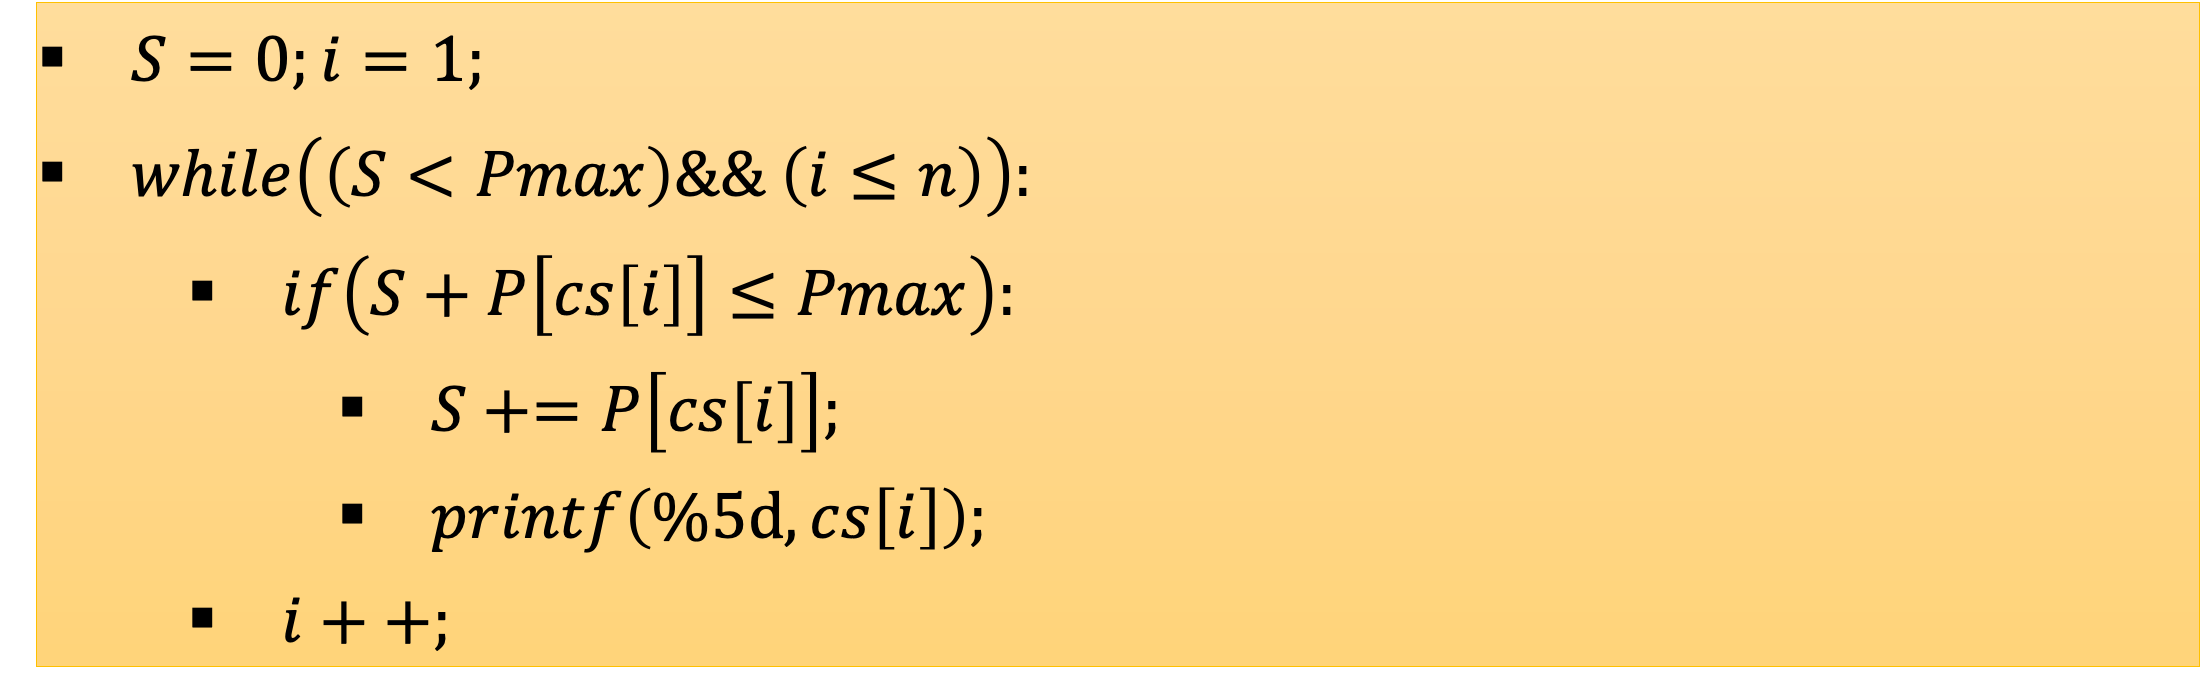 ▪ S = 0; i = 1;
▪ while((S < Pmax)&& (i ≤ n)):
▪ if(S + P[cs[i]] ≤ Pmax):
▪ S += P[cs[i]];
▪ printf(%5d, cs[i]);
▪ i + +;